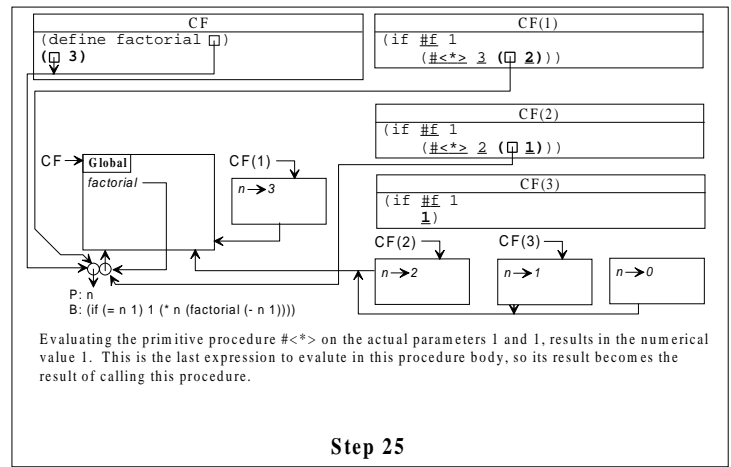 CF
(define factorial □)
(□ 3)
CF(1)
(if #f 1
(#<*> 3 (□ 2)))
CF(2)
(if #f 1
(#<*> 2 (□ 1)))
CF(3)
(if #f 1
1)
CF
Global
factorial
CF(1)
n→3
CF(2)
n→2
CF(3)
n→1
n→0
P: n
B: (if (= n 1) 1 (* n (factorial (- n 1))))
Evaluating the primitive procedure #<*> on the actual parameters 1 and 1, results in the numerical
value 1. This is the last expression to evalute in this procedure body, so its result becomes the
result of calling this procedure.
Step 25